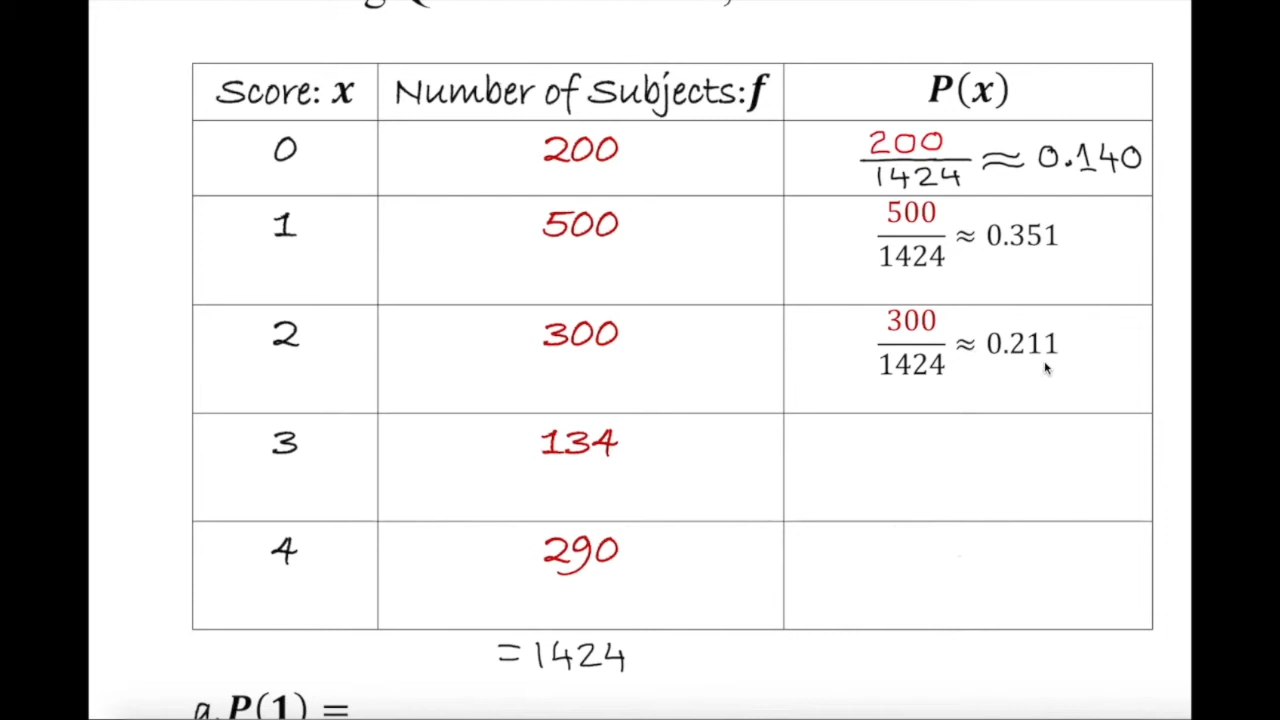 Score: x Number of Subjects: f P(x)
0 200 200/1424 ≈ 0.140
1 500 500/1424 ≈ 0.351
2 300 300/1424 ≈ 0.211
3 134
4 290
= 1424
a. P(1) =